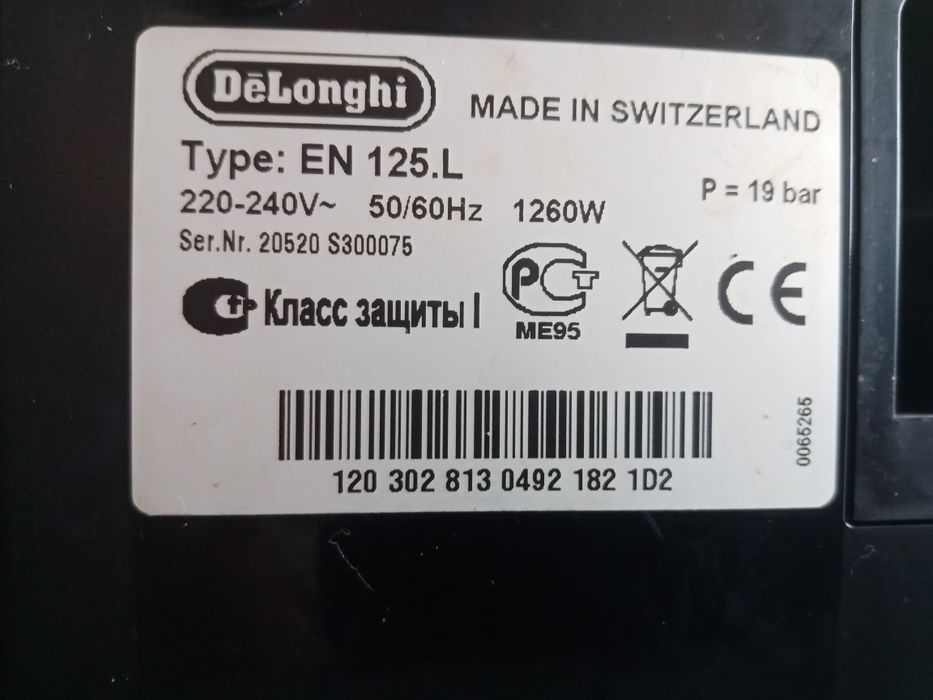 DēLonghi
MADE IN SWITZERLAND
Type: EN 125.L
220-240V~ 50/60Hz 1260W
P = 19 bar
Ser.Nr. 20520 S300075
Класс защиты I
РСТ
ME95
CE
0065265
120 302 813 0492 182 1D2